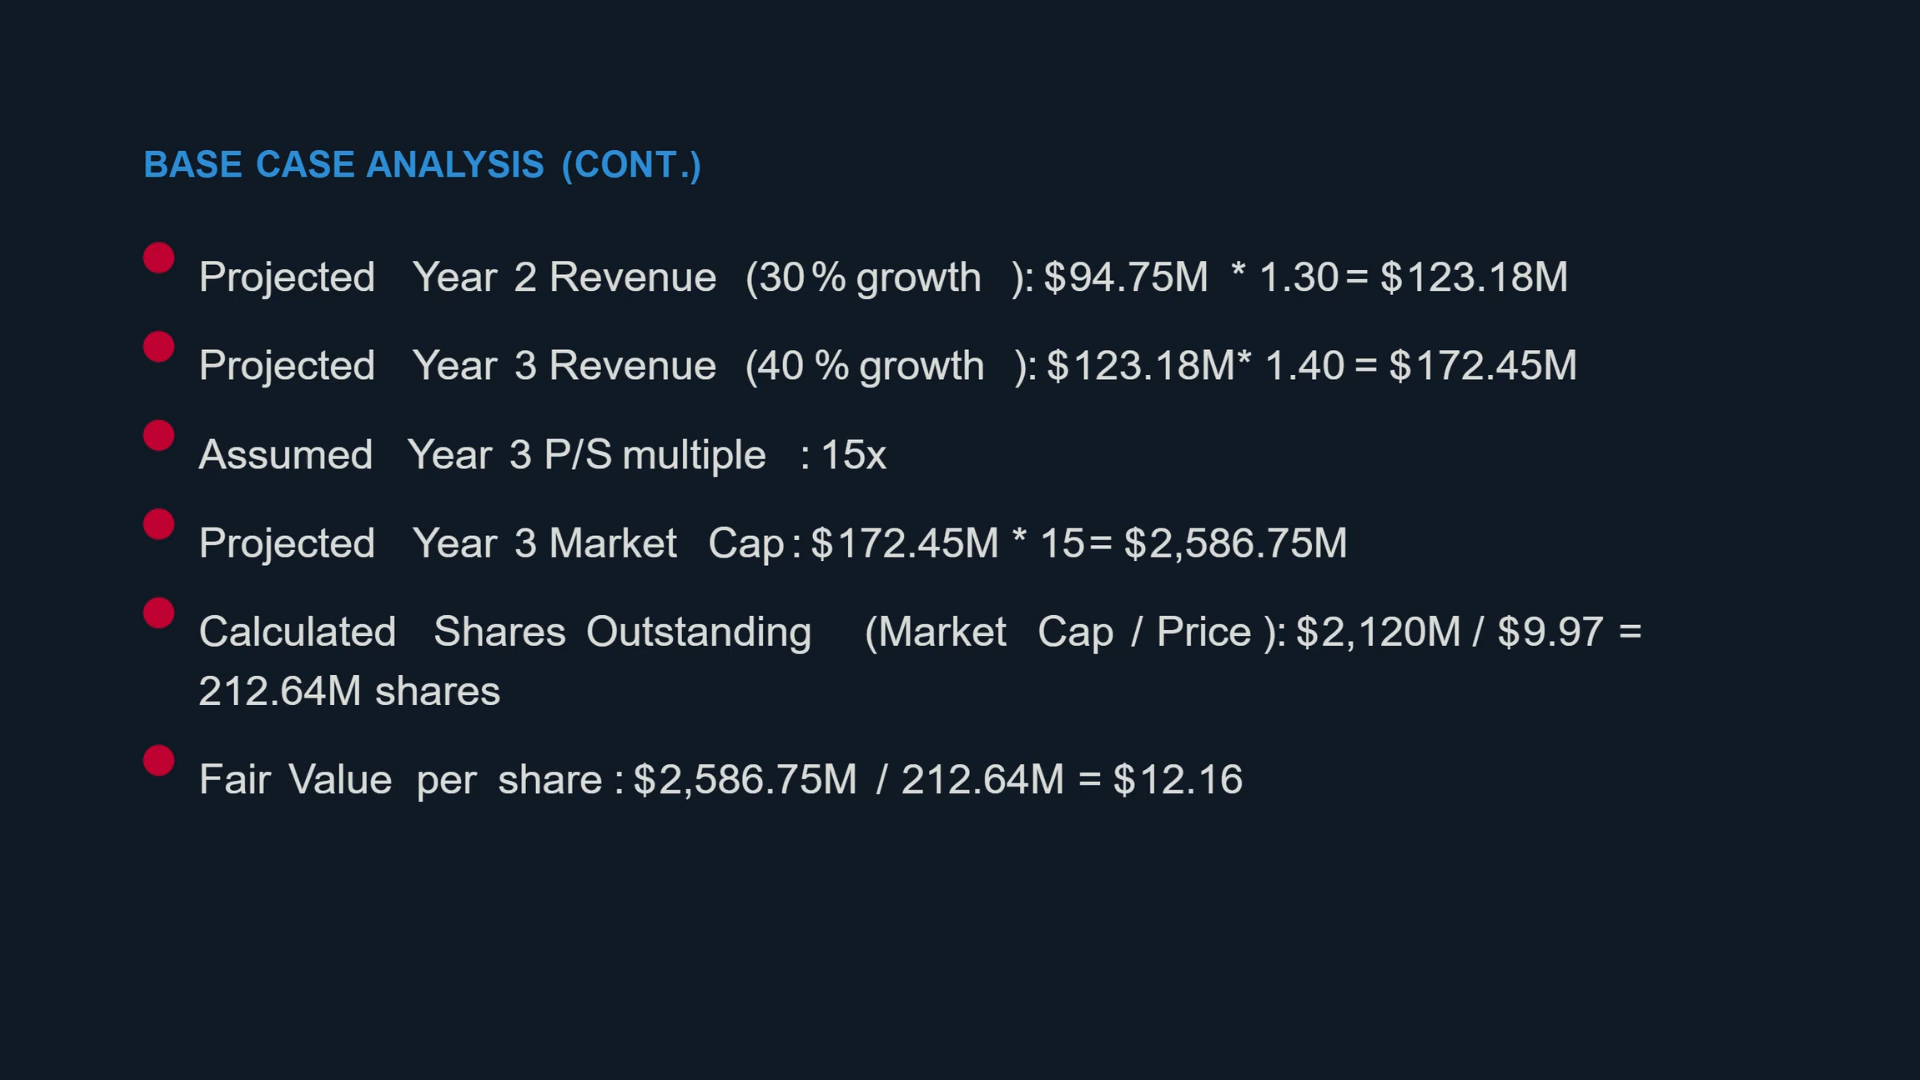 BASE CASE ANALYSIS (CONT.)
Projected Year 2 Revenue (30% growth ): $94.75M * 1.30 = $123.18M
Projected Year 3 Revenue (40 % growth ): $123.18M* 1.40 = $172.45M
Assumed Year 3 P/S multiple : 15x
Projected Year 3 Market Cap: $172.45M * 15= $2,586.75M
Calculated Shares Outstanding (Market Cap / Price ): $2,120M / $9.97 =
212.64M shares
Fair Value per share : $2,586.75M / 212.64M = $12.16